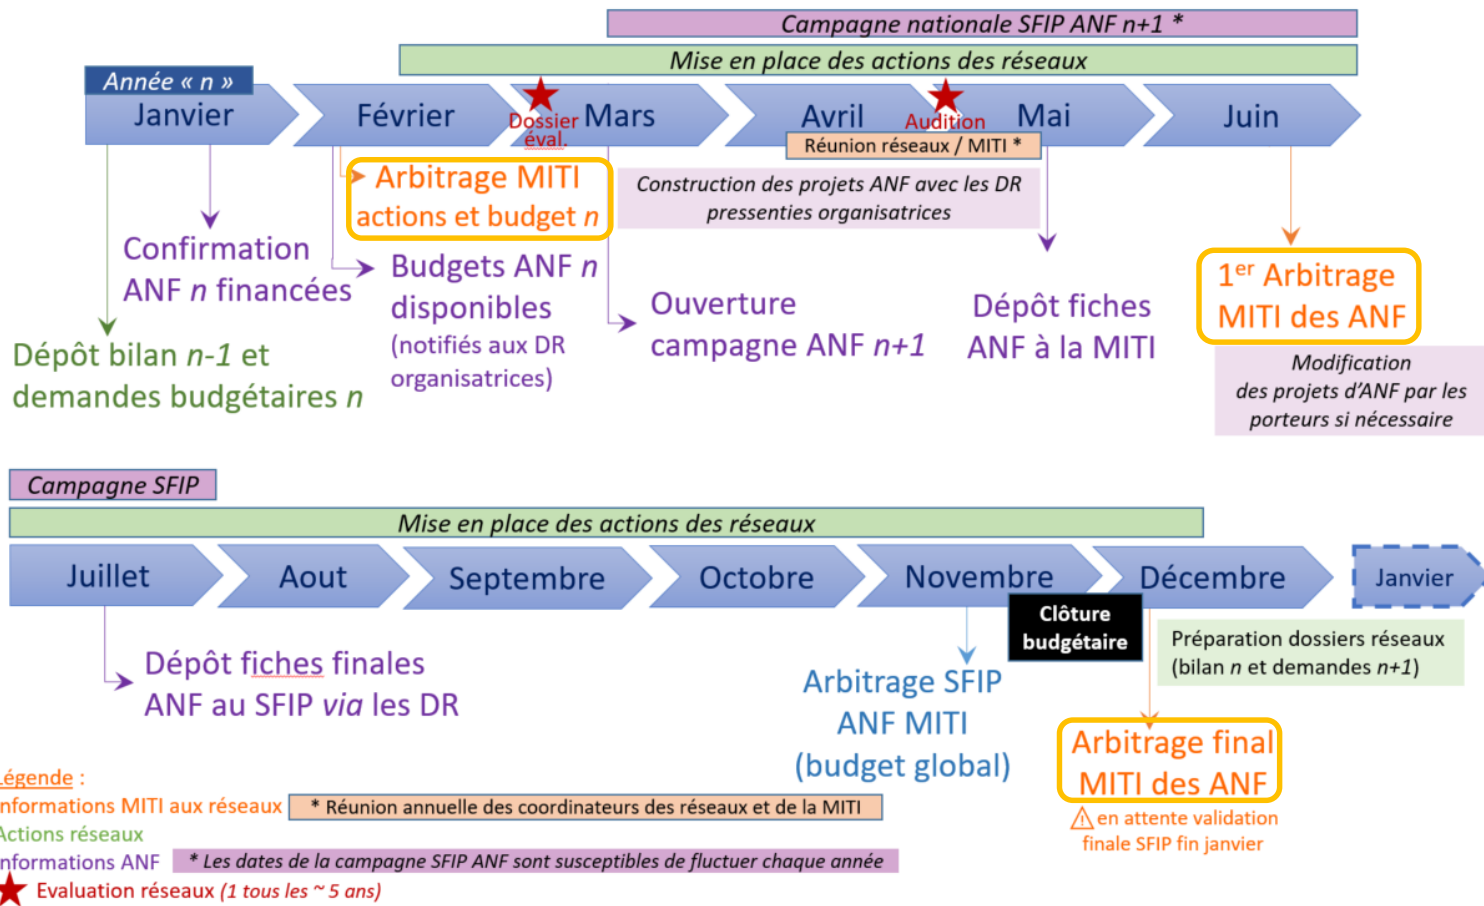 Campagne nationale SFIP ANF n+1 *
Mise en place des actions des réseaux
Année « n »
Janvier
Février
Mars
Avril
Mai
Juin
Dossier
éval.
Audition
Réunion réseaux / MITI *
Arbitrage MITI
actions et budget n
Construction des projets ANF avec les DR
pressenties organisatrices
Confirmation
ANF n financées
Budgets ANF n
disponibles
(notifiés aux DR
organisatrices)
Ouverture
campagne ANF n+1
Dépôt fiches
ANF à la MITI
1er Arbitrage
MITI des ANF
Dépôt bilan n-1 et
demandes budgétaires n
Modification
des projets d'ANF par les
porteurs si nécessaire
Campagne SFIP
Mise en place des actions des réseaux
Juillet
Aout
Septembre
Octobre
Novembre
Décembre
Janvier
Clôture
budgétaire
Préparation dossiers réseaux
(bilan n et demandes n+1)
Dépôt fiches finales
ANF au SFIP via les DR
Arbitrage SFIP
ANF MITI
(budget global)
Arbitrage final
MITI des ANF
en attente validation
finale SFIP fin janvier
Légende :
Informations MITI aux réseaux
* Réunion annuelle des coordinateurs des réseaux et de la MITI
Actions réseaux
Informations ANF
* Les dates de la campagne SFIP ANF sont susceptibles de fluctuer chaque année
Evaluation réseaux (1 tous les ~ 5 ans)